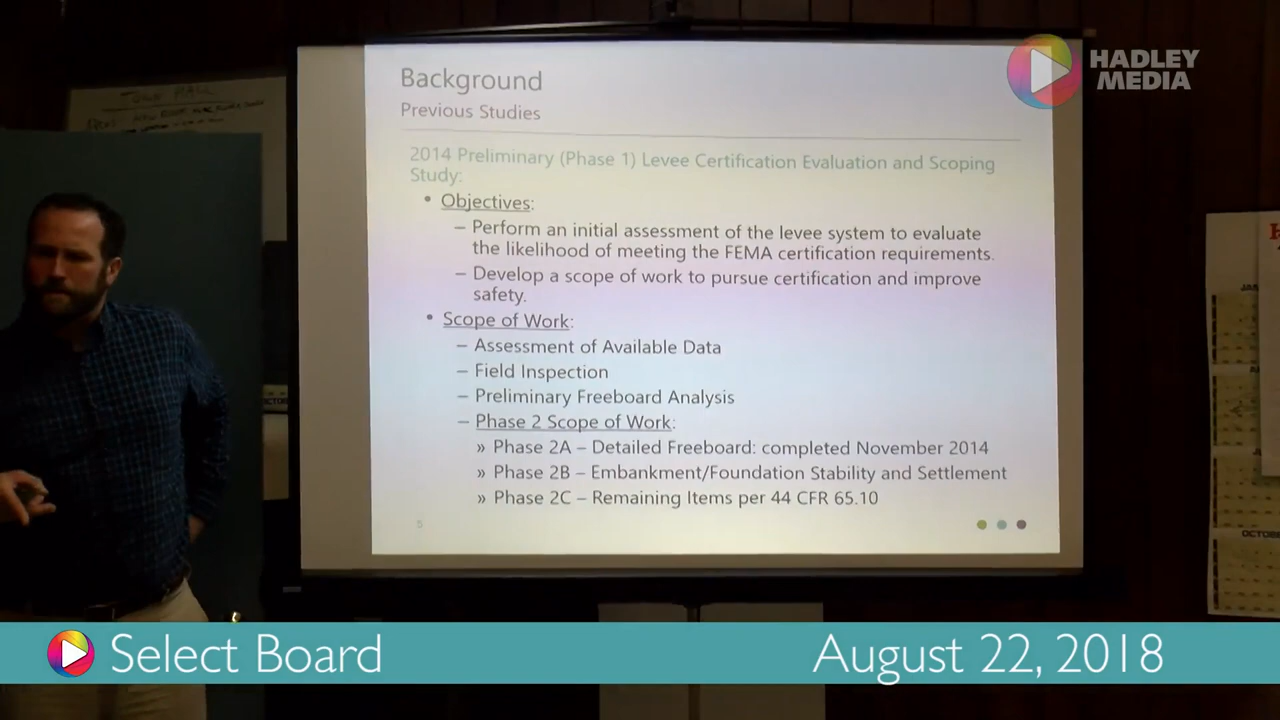 HADLEY
MEDIA
TOWN HALL
Background
Previous Studies
2014 Preliminary (Phase 1) Levee Certification Evaluation and Scoping
Study:
• Objectives:
– Perform an initial assessment of the levee system to evaluate
the likelihood of meeting the FEMA certification requirements.
– Develop a scope of work to pursue certification and improve
safety.
• Scope of Work:
– Assessment of Available Data
– Field Inspection
– Preliminary Freeboard Analysis
– Phase 2 Scope of Work:
» Phase 2A – Detailed Freeboard: completed November 2014
» Phase 2B – Embankment/Foundation Stability and Settlement
» Phase 2C – Remaining Items per 44 CFR 65.10
5
Select Board
August 22, 2018